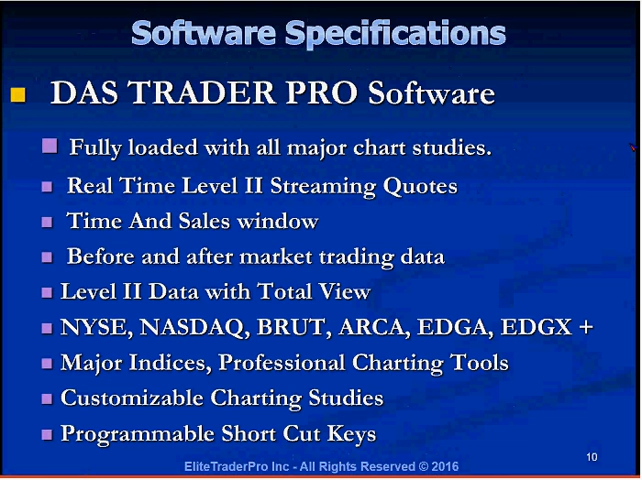 Software Specifications
DAS TRADER PRO Software
Fully loaded with all major chart studies.
Real Time Level II Streaming Quotes
Time And Sales window
Before and after market trading data
Level II Data with Total View
NYSE, NASDAQ, BRUT, ARCA, EDGA, EDGX +
Major Indices, Professional Charting Tools
Customizable Charting Studies
Programmable Short Cut Keys
10
EliteTraderPro Inc - All Rights Reserved © 2016